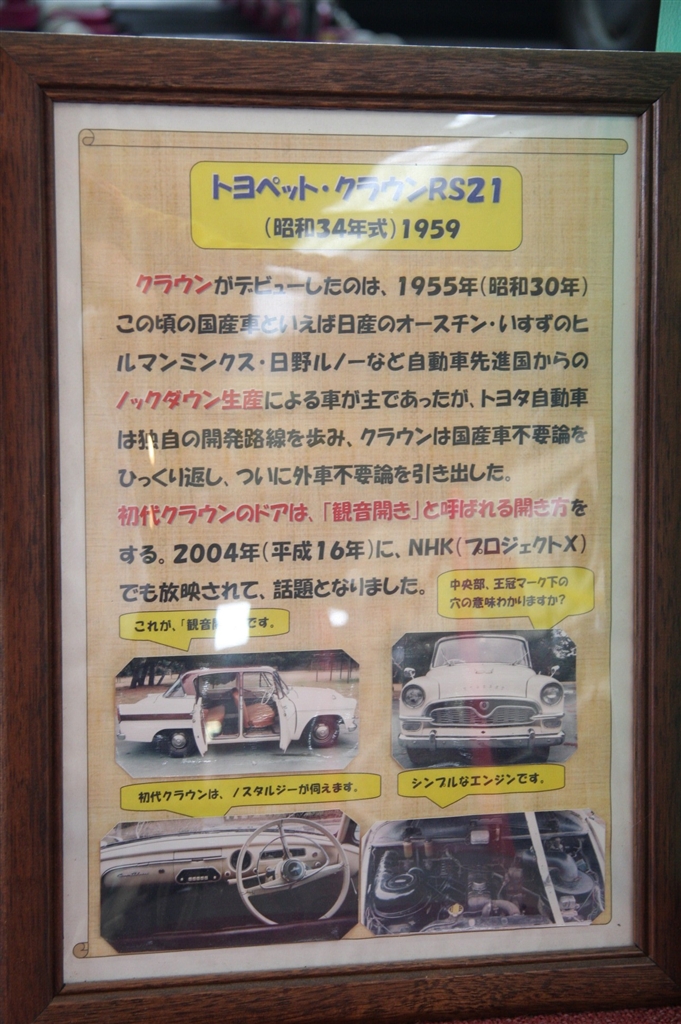 トヨペット・クラウンRS21
（昭和34年式）1959
クラウンがデビューしたのは、1955年（昭和30年）
この頃の国産車といえば日産のオースチン・いすずのヒ
ルマンミンクス・日野ルノーなど自動車先進国からの
ノックダウン生産による車が主であったが、トヨタ自動車
は独自の開発路線を歩み、クラウンは国産車不要論を
ひっくり返し、ついに外車不要論を引き出した。
初代クラウンのドアは、「観音開き」と呼ばれる開き方を
する。2004年（平成16年）に、NHK（プロジェクトX）
でも放映されて、話題となりました。
中央部、王冠マーク下の
穴の意味わかりますか？
これが、「観音開 です。
初代クラウンは、ノスタルジーが伺えます。
シンプルなエンジンです。